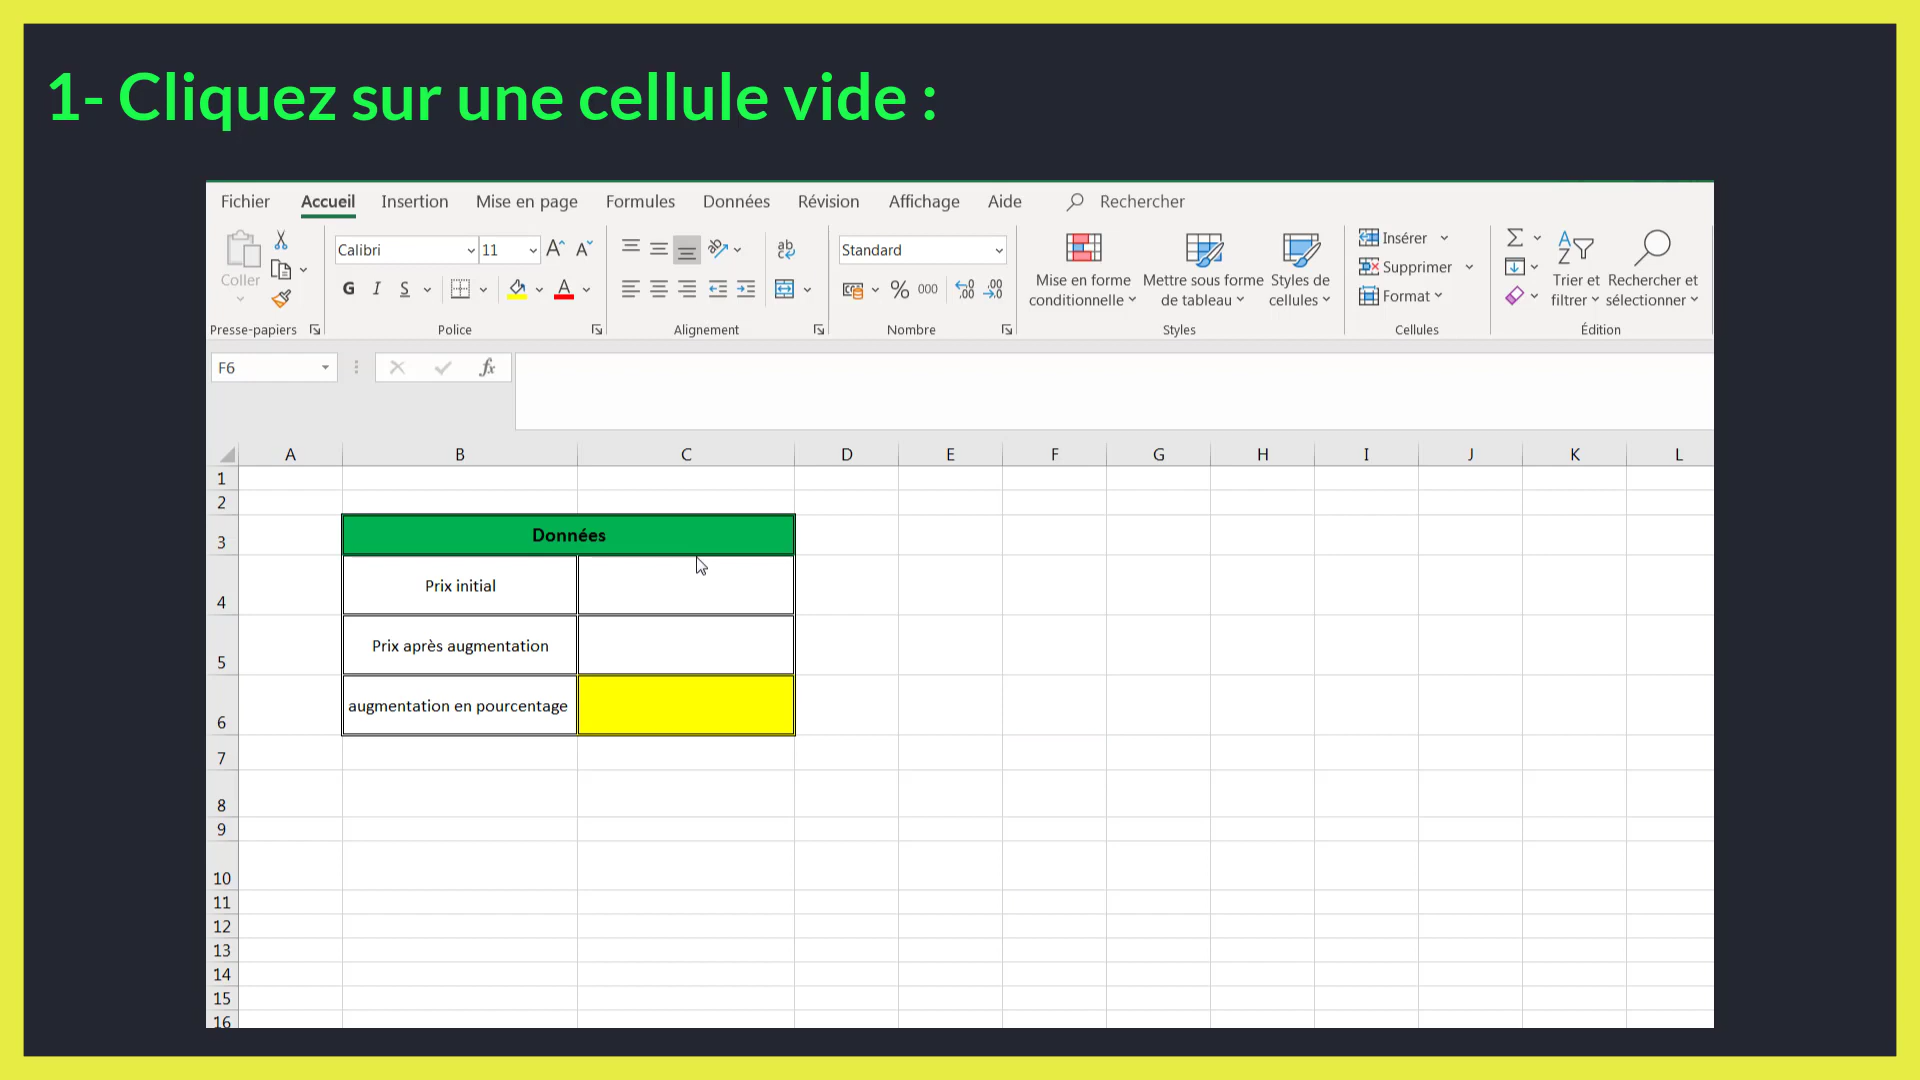 1- Cliquez sur une cellule vide :
Fichier Accueil Insertion Mise en page Formules Données Révision Affichage Aide Rechercher
Coller
Calibri 11
G I S
A A
ab
Standard
% 000
Mise en forme conditionnelle
Mettre sous forme de tableau
Styles de cellules
Insérer
Supprimer
Format
Trier et filtrer
Rechercher et sélectionner
Presse-papiers Police Alignement Nombre Styles Cellules Édition
F6 fx
A B C D E F G H I J K L
1
2
3 Données
4 Prix initial
5 Prix après augmentation
6 augmentation en pourcentage
7
8
9
10
11
12
13
14
15
16